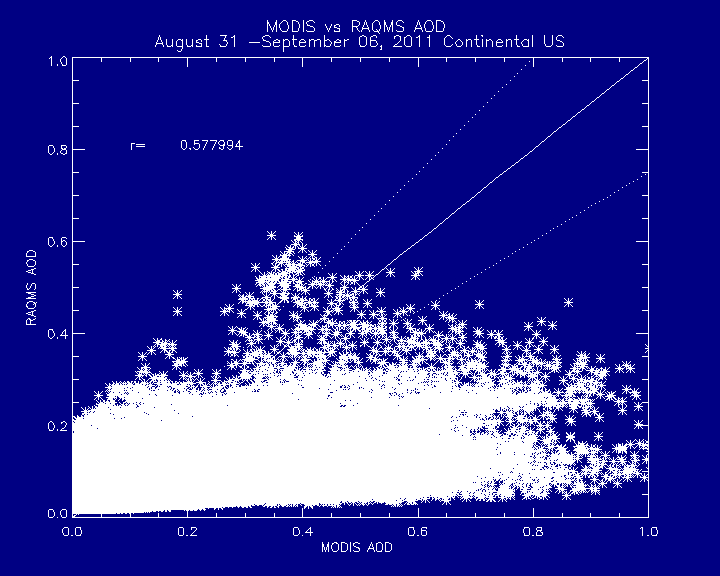 MODIS vs RAQMS AOD
August 31 -September 06, 2011 Continental US
1.0
r= 0.577994
0.8
0.6
RAQMS AOD
0.4
0.2
0.0
0.0 0.2 0.4 0.6 0.8 1.0
MODIS AOD